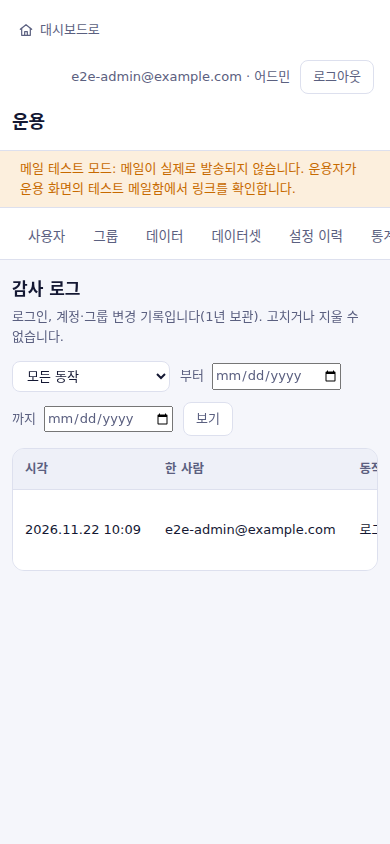 대시보드로
e2e-admin@example.com · 어드민
로그아웃
운용
메일 테스트 모드: 메일이 실제로 발송되지 않습니다. 운용자가
운용 화면의 테스트 메일함에서 링크를 확인합니다.
사용자 그룹 데이터 데이터셋 설정 이력 통계
감사 로그
로그인, 계정·그룹 변경 기록입니다(1년 보관). 고치거나 지울 수
없습니다.
모든 동작 부터 mm/dd/yyyy
까지 mm/dd/yyyy 보기
시각 한 사람 동작
2026.11.22 10:09 e2e-admin@example.com